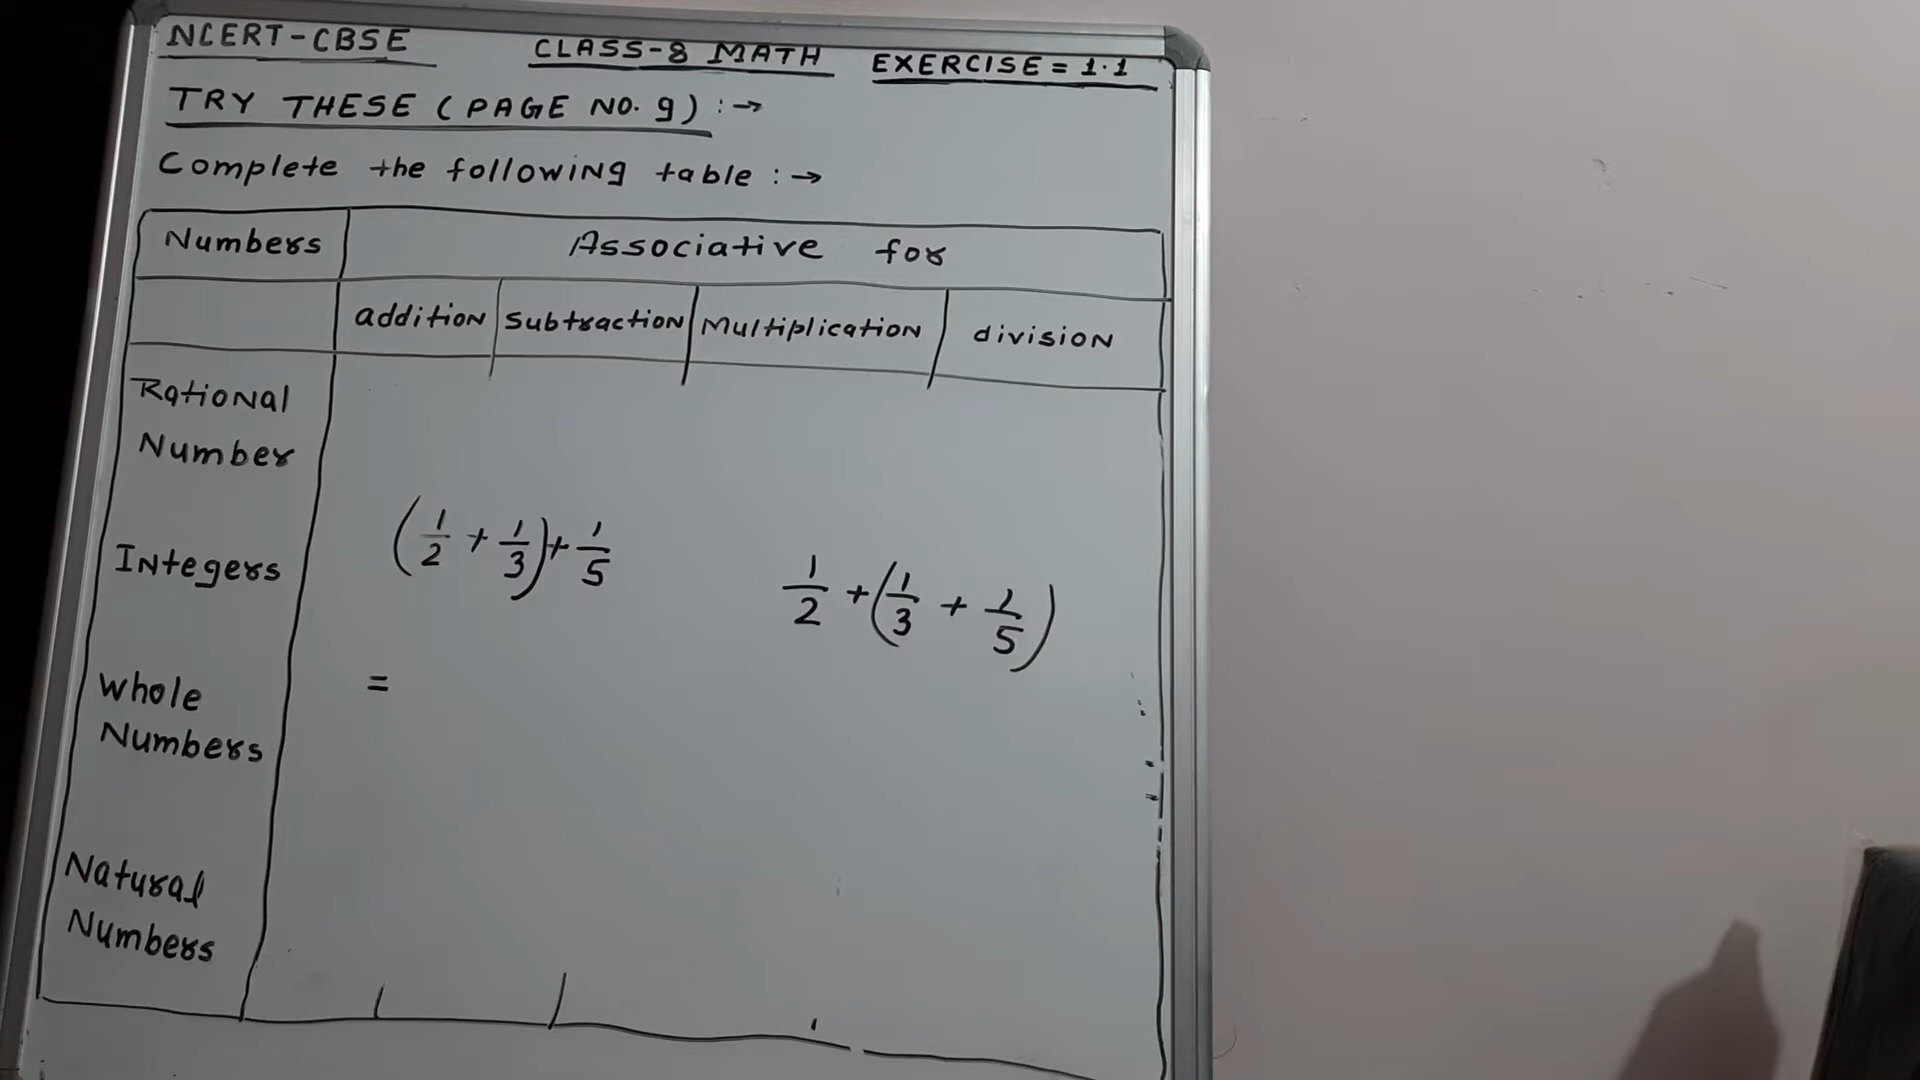 NCERT-CBSE CLASS-8 MATH EXERCISE = 1.1
TRY THESE (PAGE NO. 9) :→
Complete the following table :→
Numbers Associative for
addition Subtraction Multiplication division
Rational
Number
Integers
(1/2 + 1/3) + 1/5
1/2 + (1/3 + 1/5)
=
Whole
Numbers
Natural
Numbers